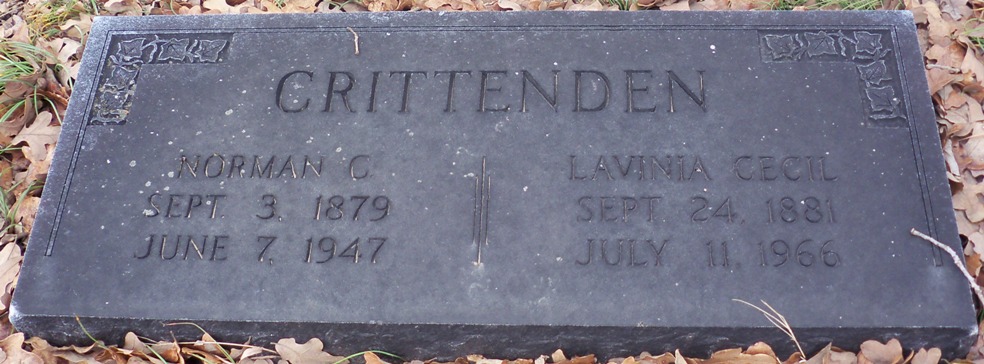 CRITTENDEN
NORMAN C
SEPT. 3, 1879
JUNE 7, 1947
LAVINIA CECIL
SEPT. 24, 1881
JULY 11, 1966